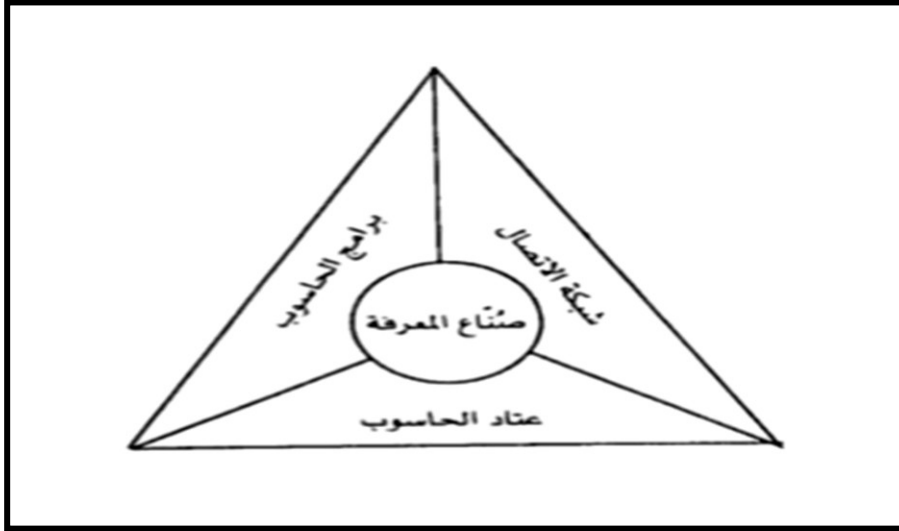 برامج الحاسوب
شبكة الاتصال
صُنّاع المعرفة
عتاد الحاسوب